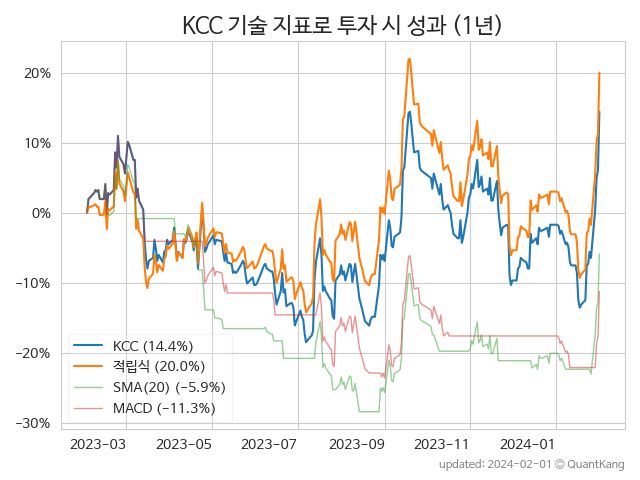 KCC 기술 지표로 투자 시 성과 (1년)
20%
10%
0%
−10%
−20%
−30%
KCC (14.4%)
적립식 (20.0%)
SMA(20) (−5.9%)
MACD (−11.3%)
2023-03 2023-05 2023-07 2023-09 2023-11 2024-01
updated: 2024-02-01 © QuantKang